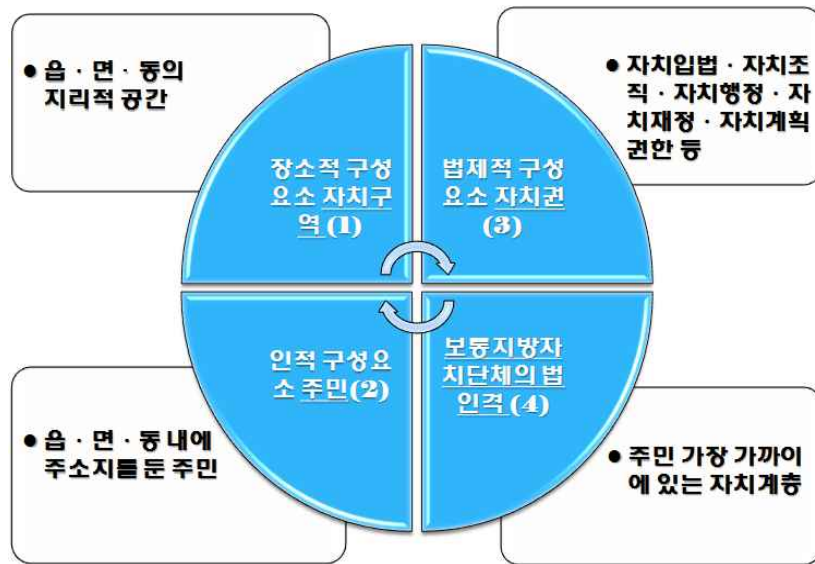 ● 읍 · 면 · 동의
지리적 공간
● 자치입법 · 자치조
직 · 자치행정 · 자
치재정 · 자치계획
권한 등
장소적 구성
요소 자치구
역(1)
법제적 구성
요소 자치권
(3)
인적 구성요
소 주민(2)
보통지방자
치단체의 법
인격(4)
● 읍 · 면 · 동 내에
주소지를 둔 주민
● 주민 가장 가까이
에 있는 자치계층